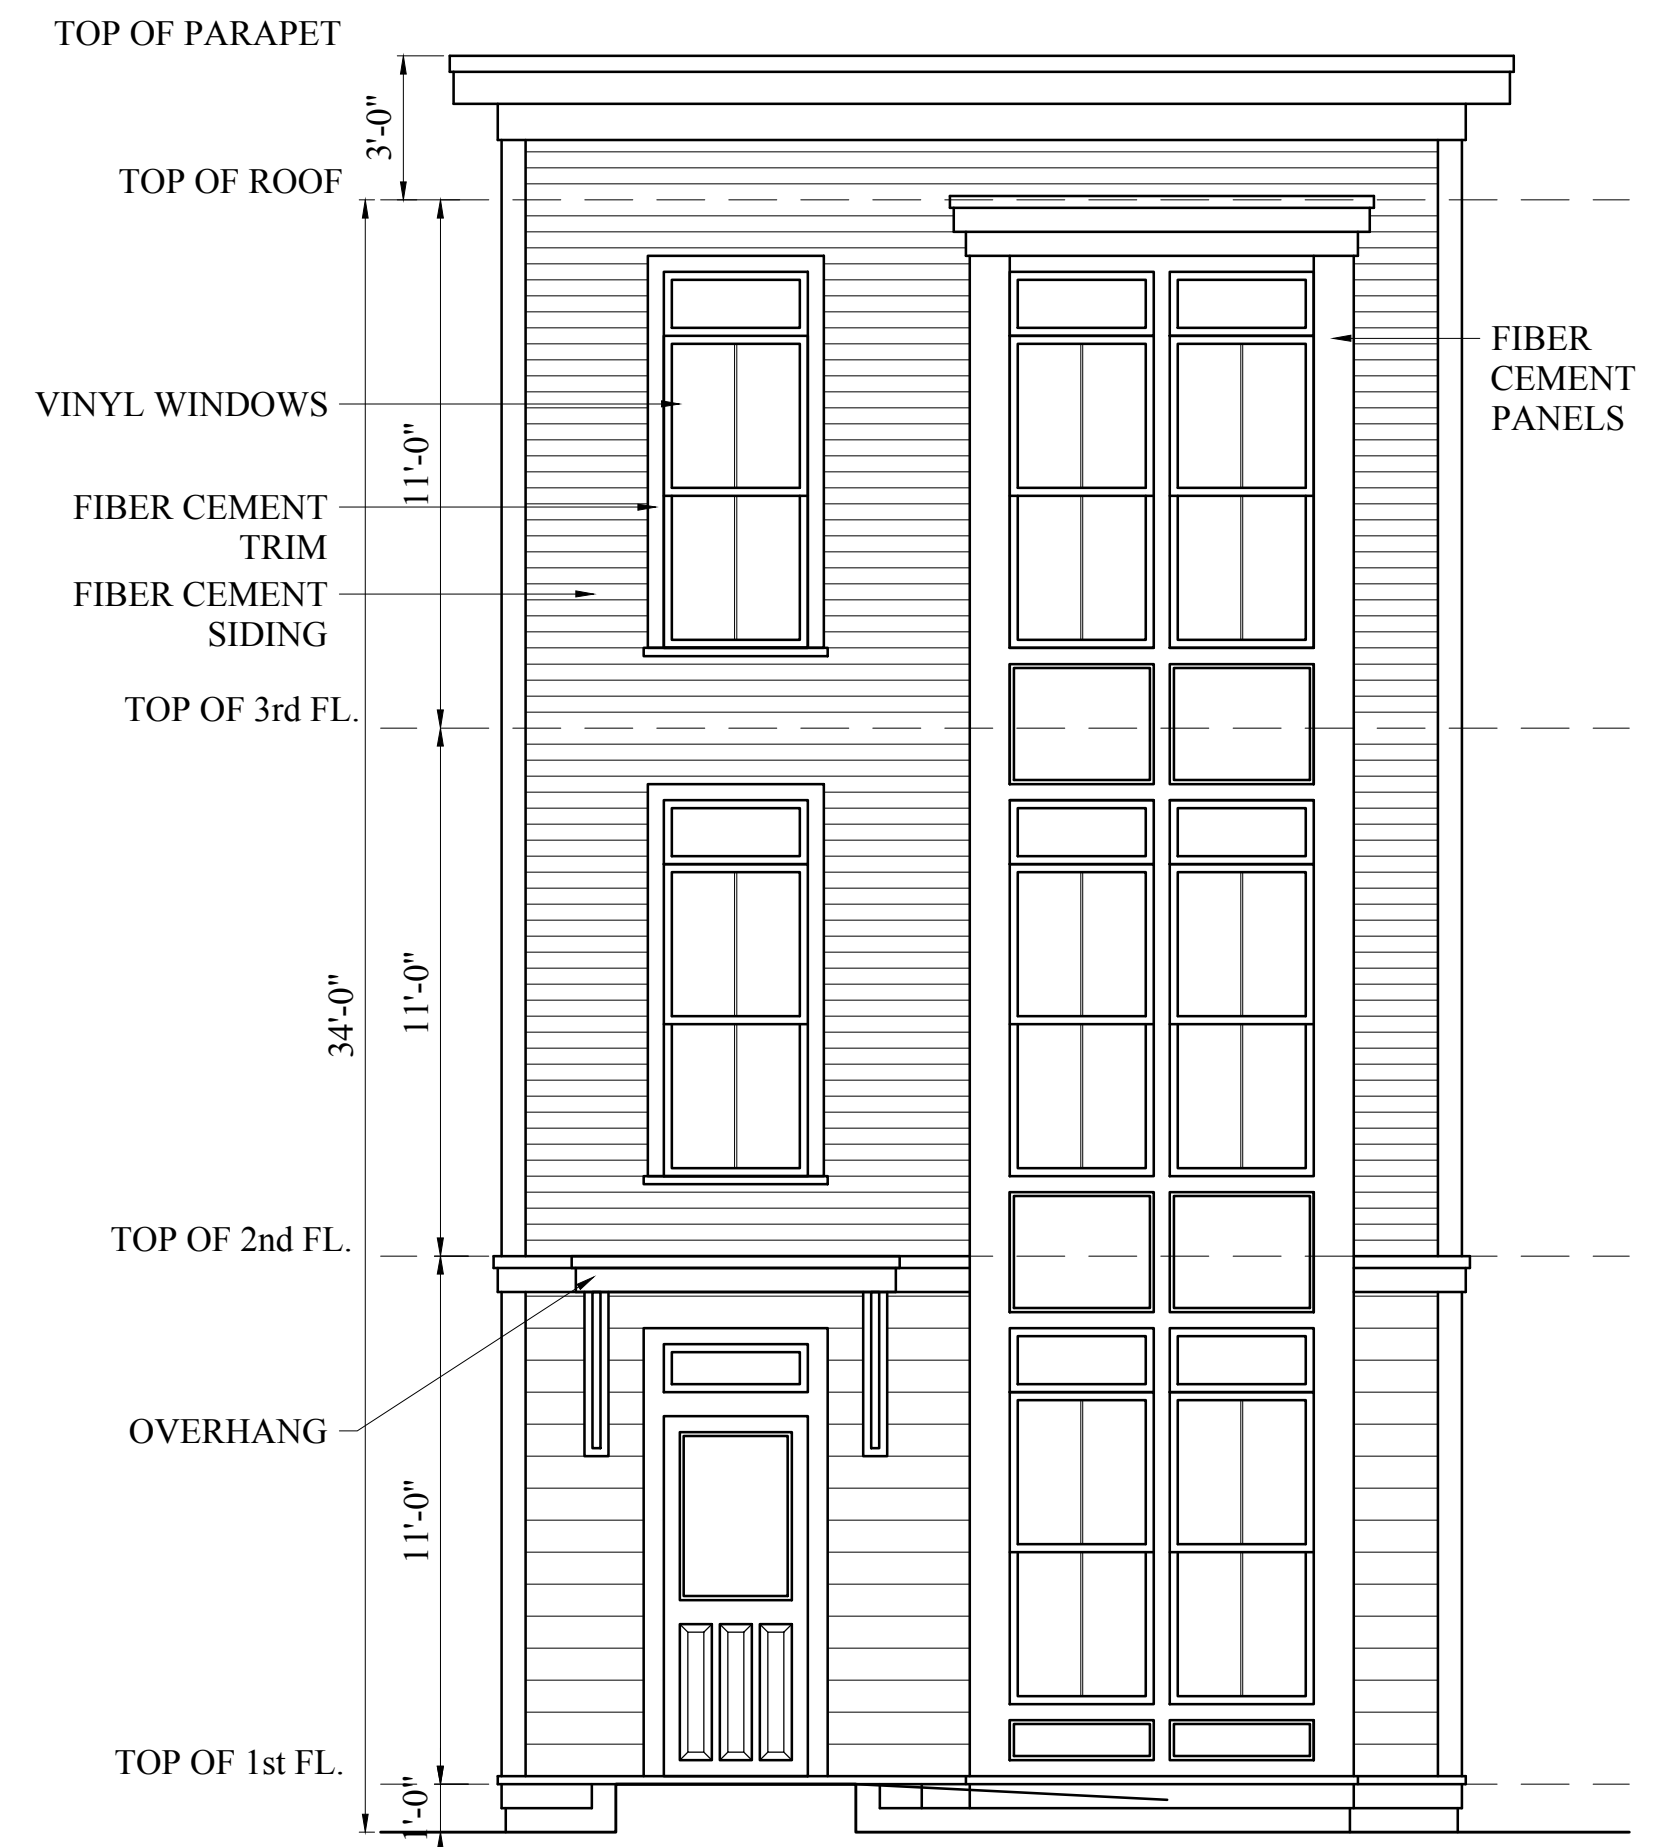 TOP OF PARAPET
3'-0"
TOP OF ROOF
FIBER
CEMENT
PANELS
VINYL WINDOWS
11'-0"
FIBER CEMENT
TRIM
FIBER CEMENT
SIDING
TOP OF 3rd FL.
34'-0"
11'-0"
TOP OF 2nd FL.
OVERHANG
11'-0"
TOP OF 1st FL.
1'-0"